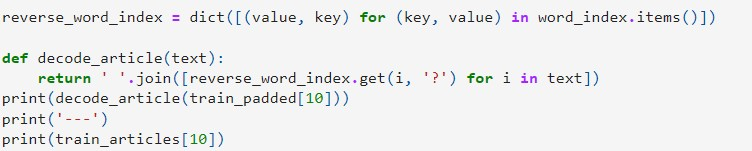 reverse_word_index = dict([(value, key) for (key, value) in word_index.items()])

def decode_article(text):
    return ' '.join([reverse_word_index.get(i, '?') for i in text])
print(decode_article(train_padded[10]))
print('---')
print(train_articles[10])